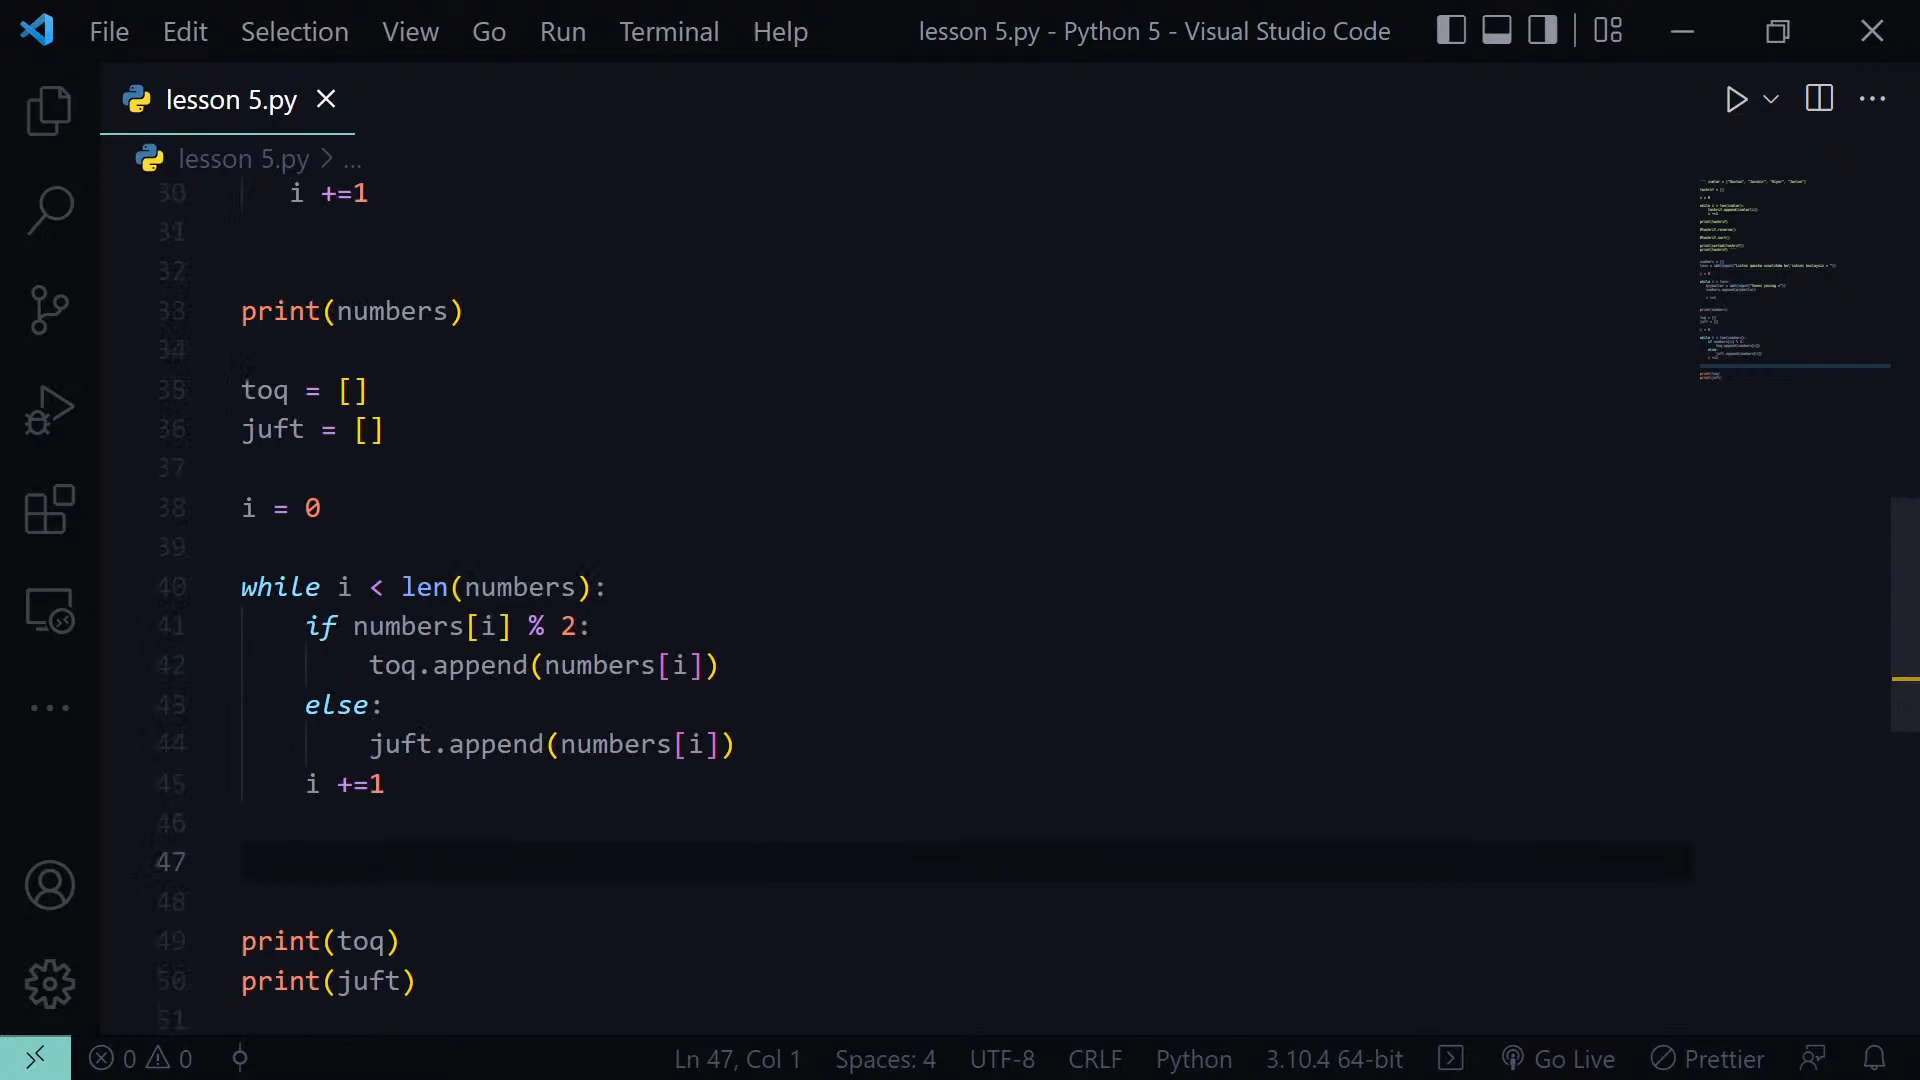 File Edit Selection View Go Run Terminal Help lesson 5.py - Python 5 - Visual Studio Code
lesson 5.py
lesson 5.py > ...
30 i +=1
31
32
33 print(numbers)
34
35 toq = []
36 juft = []
37
38 i = 0
39
40 while i < len(numbers):
41 if numbers[i] % 2:
42 toq.append(numbers[i])
43 else:
44 juft.append(numbers[i])
45 i +=1
46
47
48
49 print(toq)
50 print(juft)
51
0 0 Ln 47, Col 1 Spaces: 4 UTF-8 CRLF Python 3.10.4 64-bit Go Live Prettier